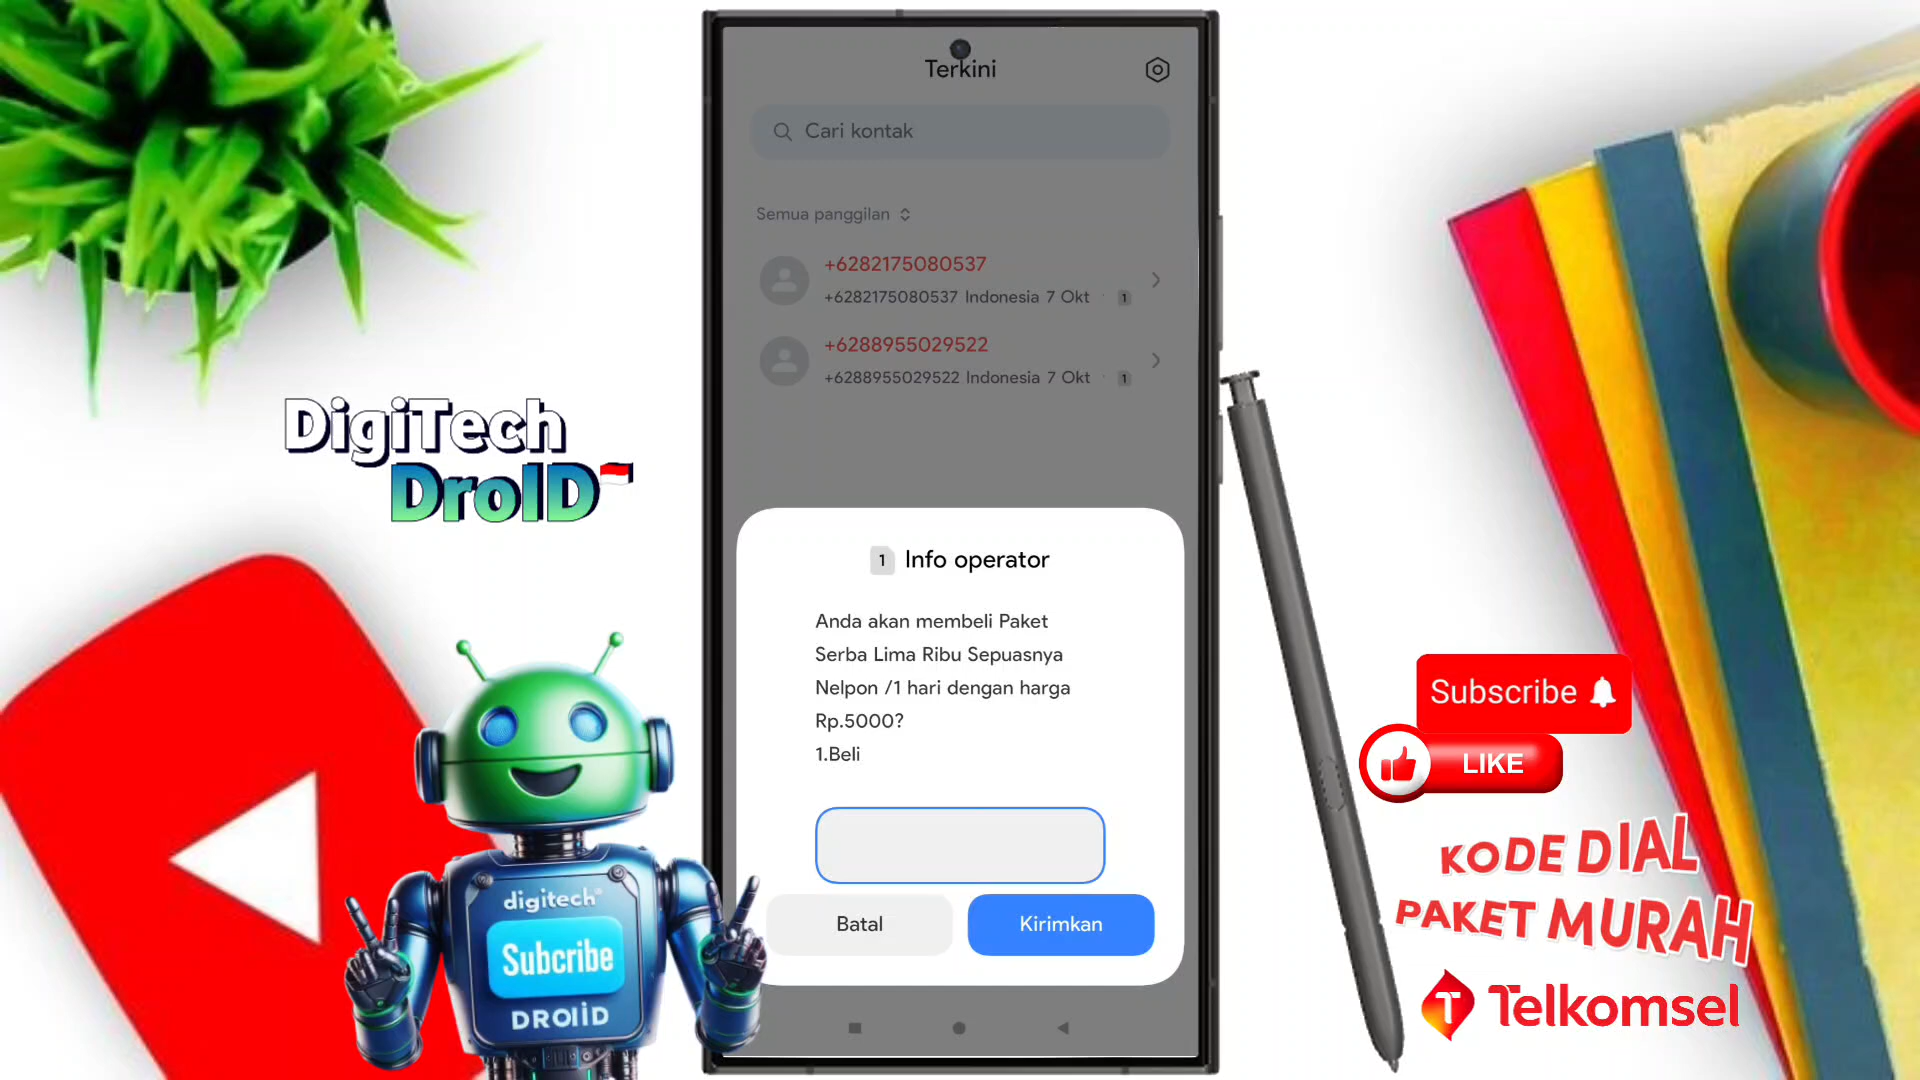 Terkini
Cari kontak
Semua panggilan
+6282175080537
+6282175080537 Indonesia 7 Okt 1
+6288955029522
+6288955029522 Indonesia 7 Okt 1
DigiTech
DroID
1 Info operator
Anda akan membeli Paket
Serba Lima Ribu Sepuasnya
Nelpon /1 hari dengan harga
Rp.5000?
1.Beli
Batal
Kirimkan
digitech
Subcribe
DROIID
Subscribe
LIKE
KODE DIAL
PAKET MURAH
Telkomsel